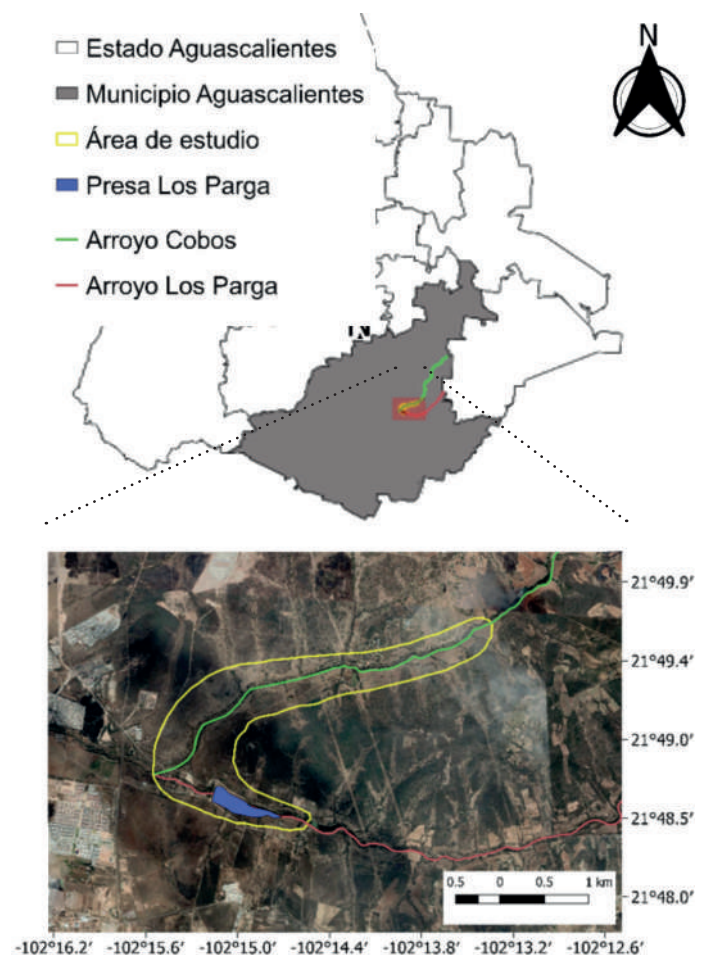 Estado Aguascalientes
Municipio Aguascalientes
Área de estudio
Presa Los Parga
Arroyo Cobos
Arroyo Los Parga
N
N
21°49.9'
21°49.4'
21°49.0'
21°48.5'
21°48.0'
0.5 0 0.5 1 km
-102°16.2' -102°15.6' -102°15.0' -102°14.4' -102°13.8' -102°13.2' -102°12.6'